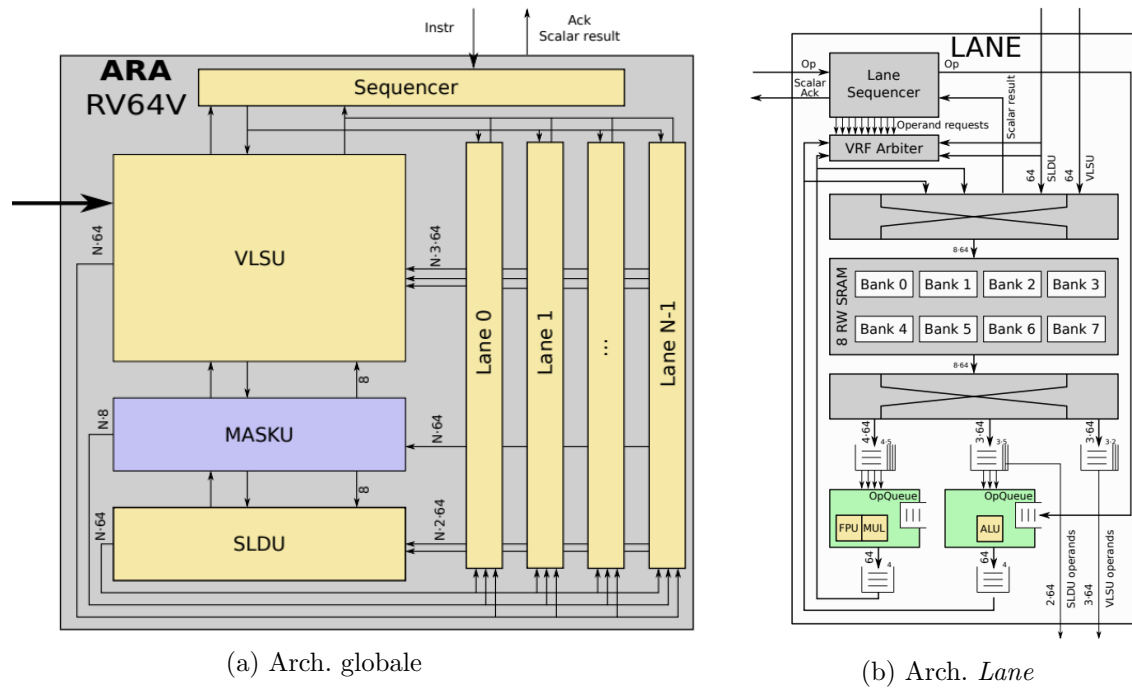 Instr
Ack
Scalar result
ARA
RV64V
Sequencer
VLSU
N·64
N·3·64
8
MASKU
N·8
N·64
8
SLDU
N·64
N·2·64
Lane 0
Lane 1
...
Lane N-1
(a) Arch. globale
LANE
Op
Lane
Sequencer
Op
Scalar
Ack
Operand requests
Scalar result
VRF Arbiter
64
SLDU
64
VLSU
8·64
8 RW SRAM
Bank 0
Bank 1
Bank 2
Bank 3
Bank 4
Bank 5
Bank 6
Bank 7
8·64
4·64
3·64
3·64
4·5
3·5
3·2
OpQueue
FPU
MUL
OpQueue
ALU
64
4
64
4
2·64
SLDU operands
3·64
VLSU operands
(b) Arch. Lane